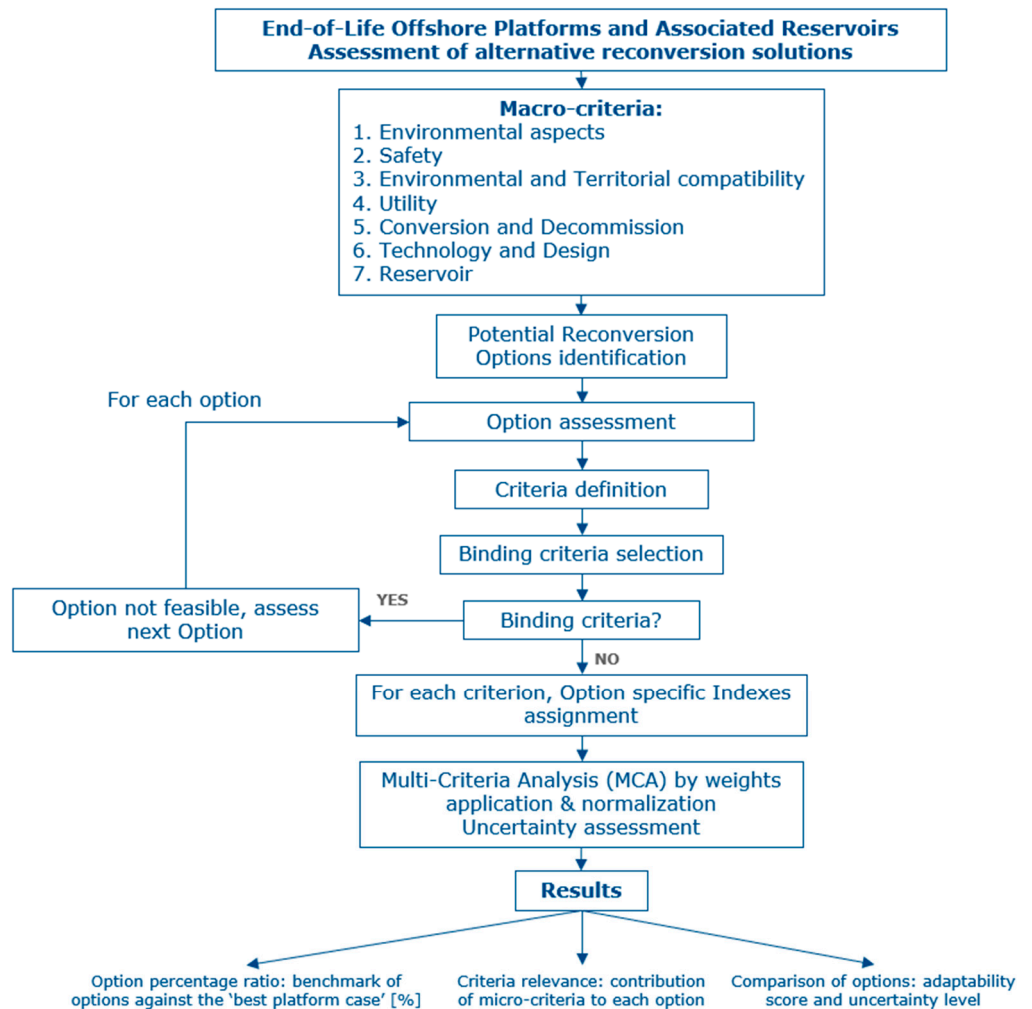 End-of-Life Offshore Platforms and Associated Reservoirs
Assessment of alternative reconversion solutions
Macro-criteria:
1. Environmental aspects
2. Safety
3. Environmental and Territorial compatibility
4. Utility
5. Conversion and Decommission
6. Technology and Design
7. Reservoir
Potential Reconversion
Options identification
For each option
Option assessment
Criteria definition
Binding criteria selection
Binding criteria?
YES
Option not feasible, assess
next Option
NO
For each criterion, Option specific Indexes
assignment
Multi-Criteria Analysis (MCA) by weights
application & normalization
Uncertainty assessment
Results
Option percentage ratio: benchmark of
options against the ‘best platform case’ [%]
Criteria relevance: contribution
of micro-criteria to each option
Comparison of options: adaptability
score and uncertainty level